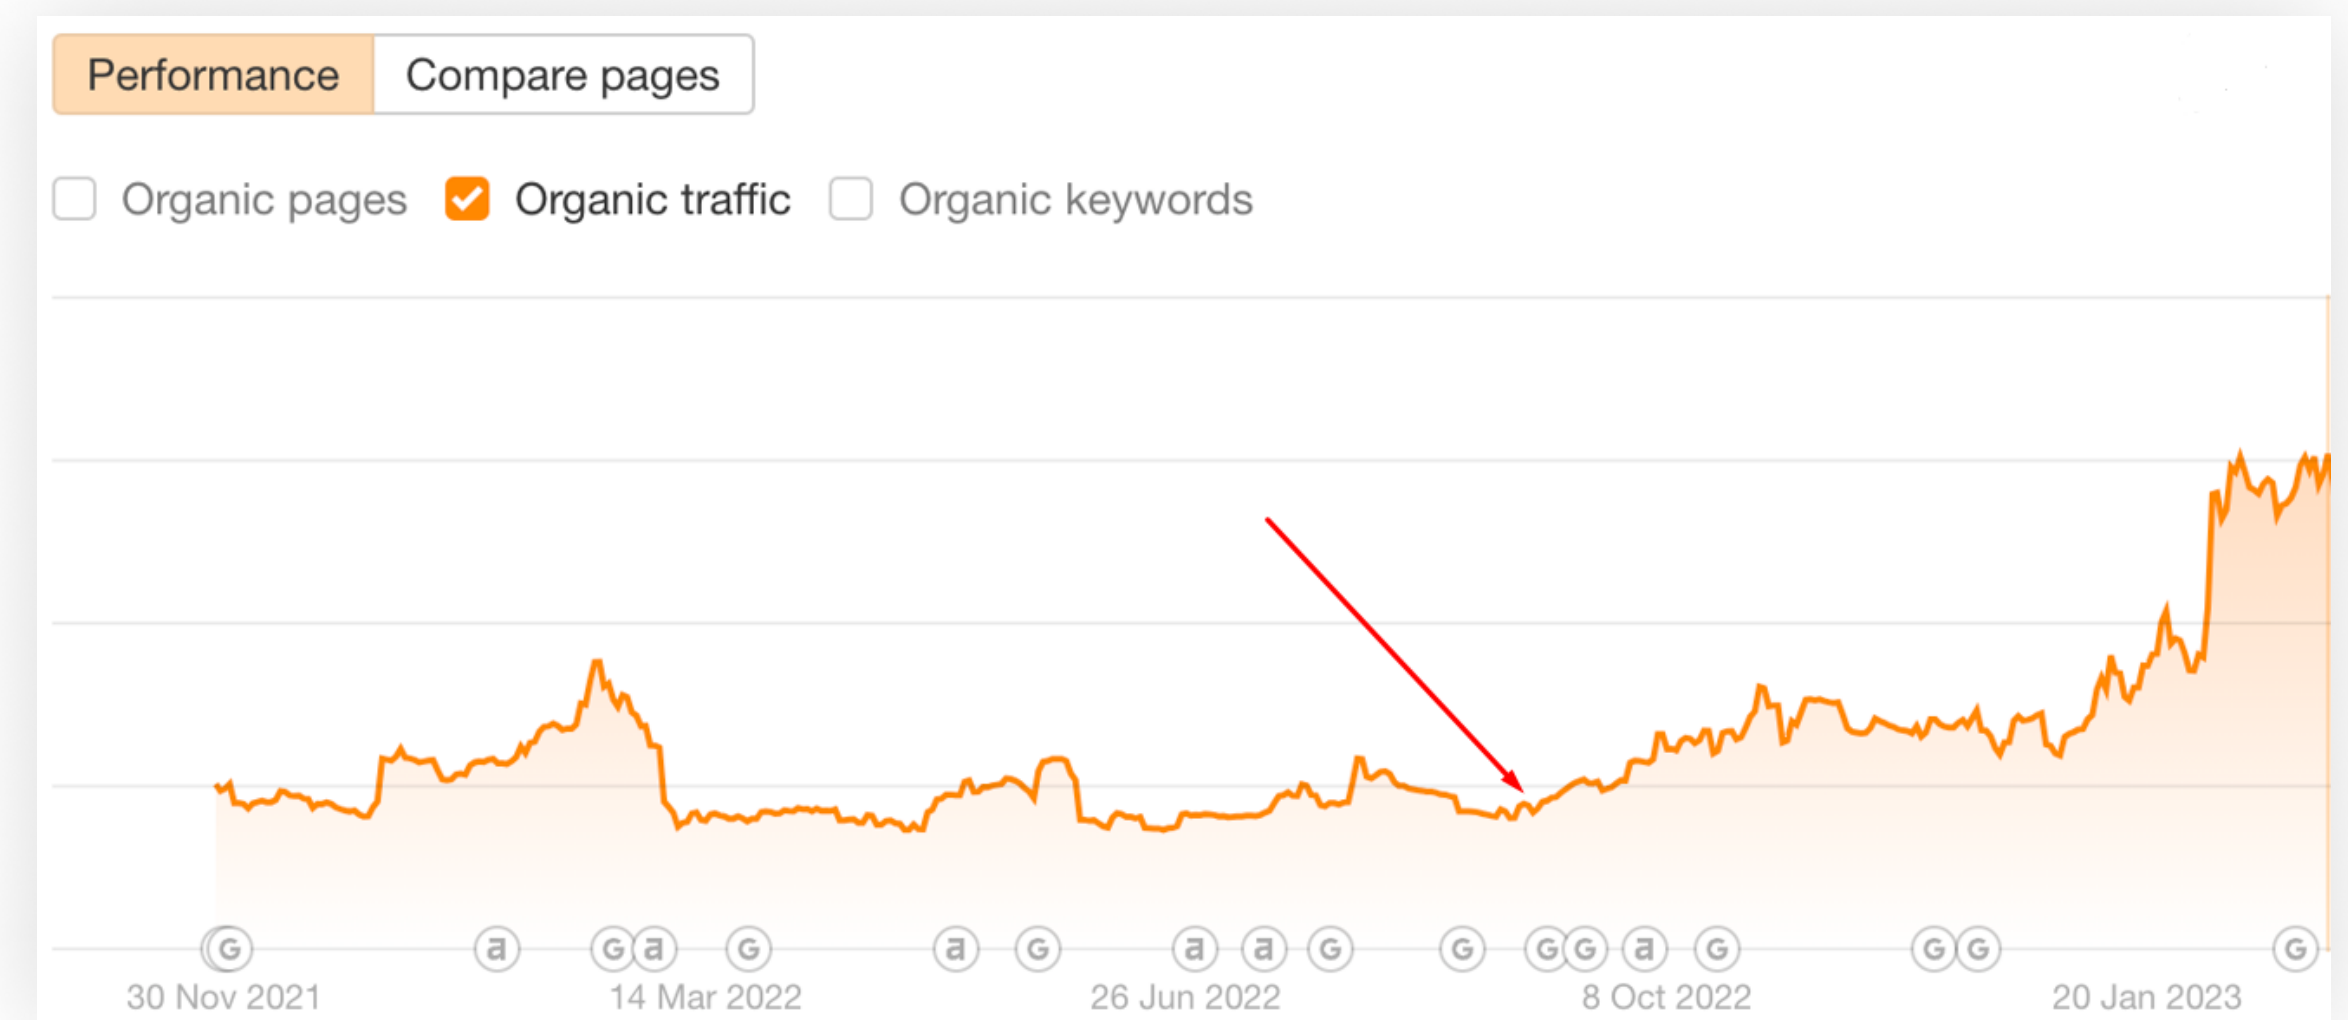 Performance Compare pages
Organic pages Organic traffic Organic keywords
G a G a G a G a a G G G G a G G G G
30 Nov 2021 14 Mar 2022 26 Jun 2022 8 Oct 2022 20 Jan 2023